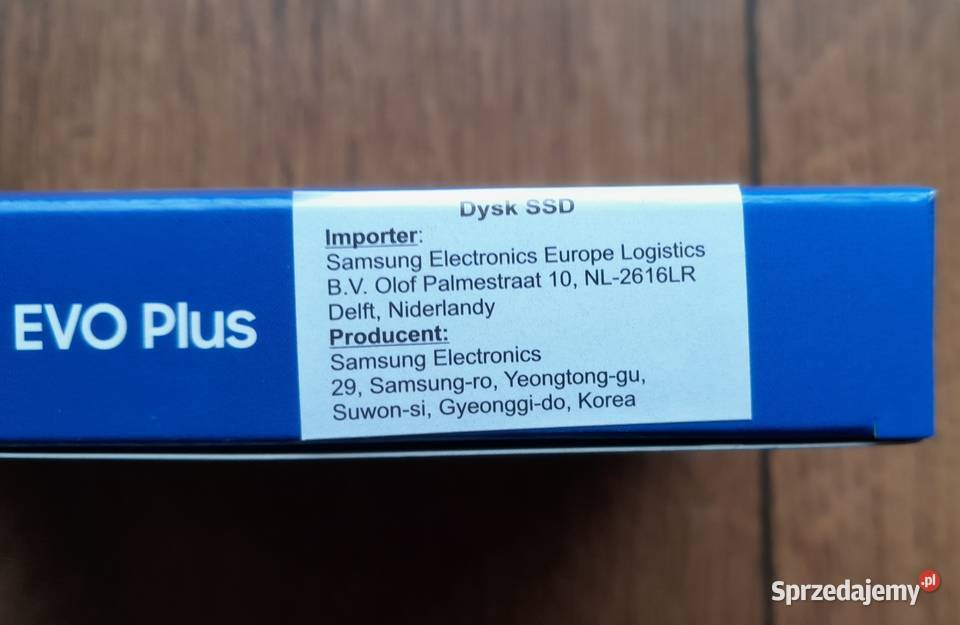 EVO Plus
Dysk SSD
Importer:
Samsung Electronics Europe Logistics
B.V. Olof Palmestraat 10, NL-2616LR
Delft, Niderlandy
Producent:
Samsung Electronics
29, Samsung-ro, Yeongtong-gu,
Suwon-si, Gyeonggi-do, Korea
Sprzedajemy.pl